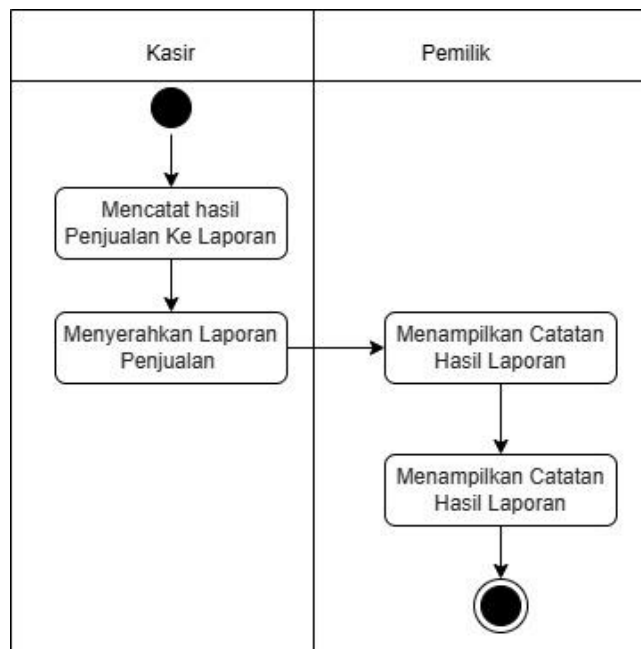 Kasir
Pemilik
Mencatat hasil
Penjualan Ke Laporan
Menyerahkan Laporan
Penjualan
Menampilkan Catatan
Hasil Laporan
Menampilkan Catatan
Hasil Laporan